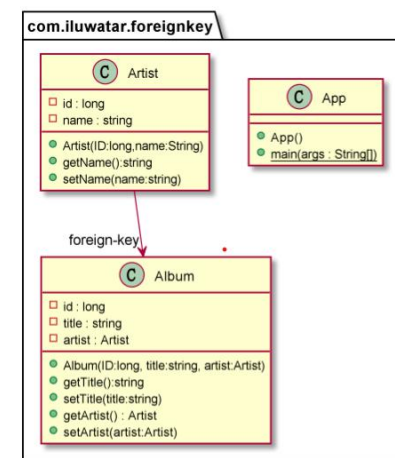 com.iluwatar.foreignkey
C Artist
id : long
name : string
Artist(ID:long,name:String)
getName():string
setName(name:string)
C App
App()
main(args : String[])
foreign-key
C Album
id : long
title : string
artist : Artist
Album(ID:long, title:string, artist:Artist)
getTitle():string
setTitle(title:string)
getArtist() : Artist
setArtist(artist:Artist)